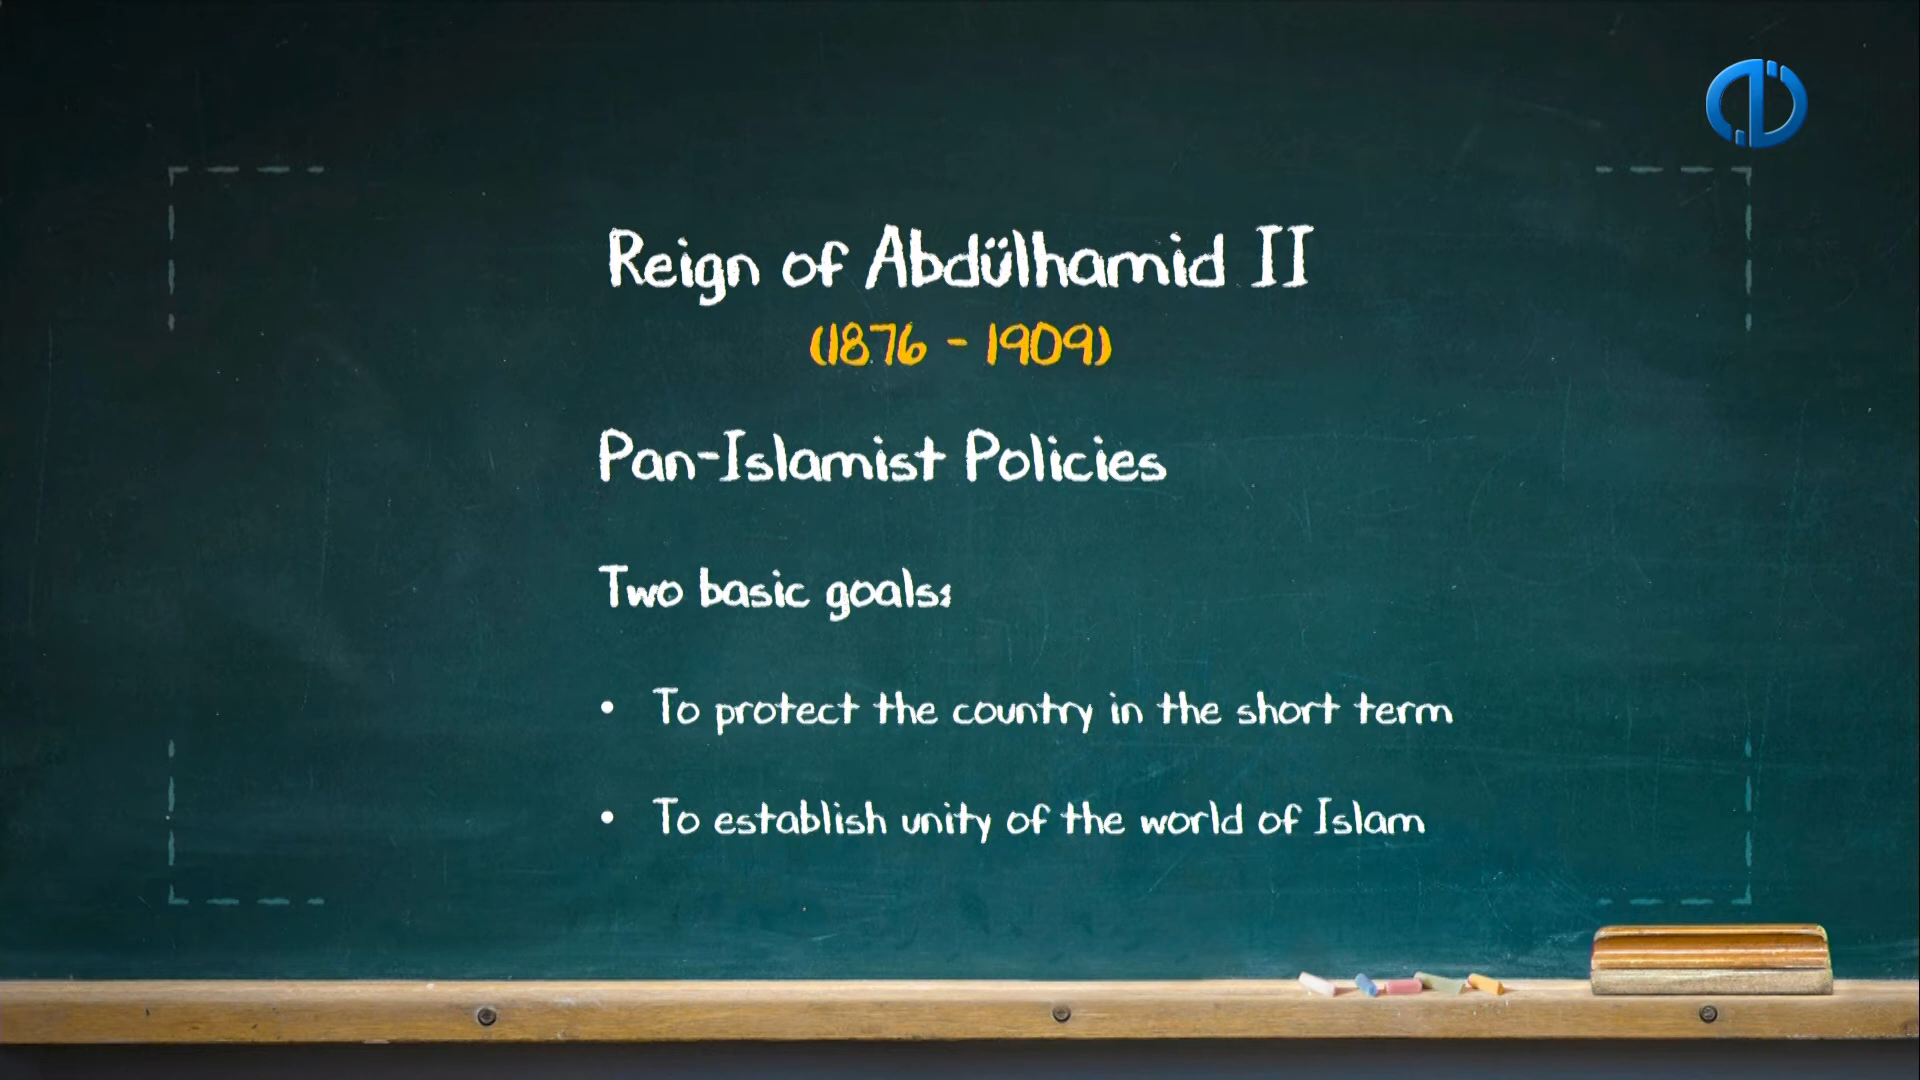 Reign of Abdülhamid II
(1876 - 1909)
Pan-Islamist Policies
Two basic goals:
• To protect the country in the short term
• To establish unity of the world of Islam